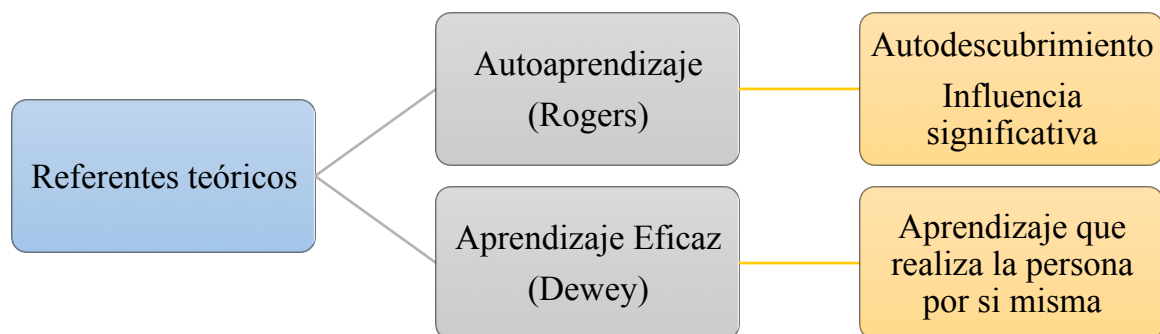 Referentes teóricos
Autoaprendizaje
(Rogers)
Autodescubrimiento
Influencia
significativa
Aprendizaje Eficaz
(Dewey)
Aprendizaje que
realiza la persona
por si misma